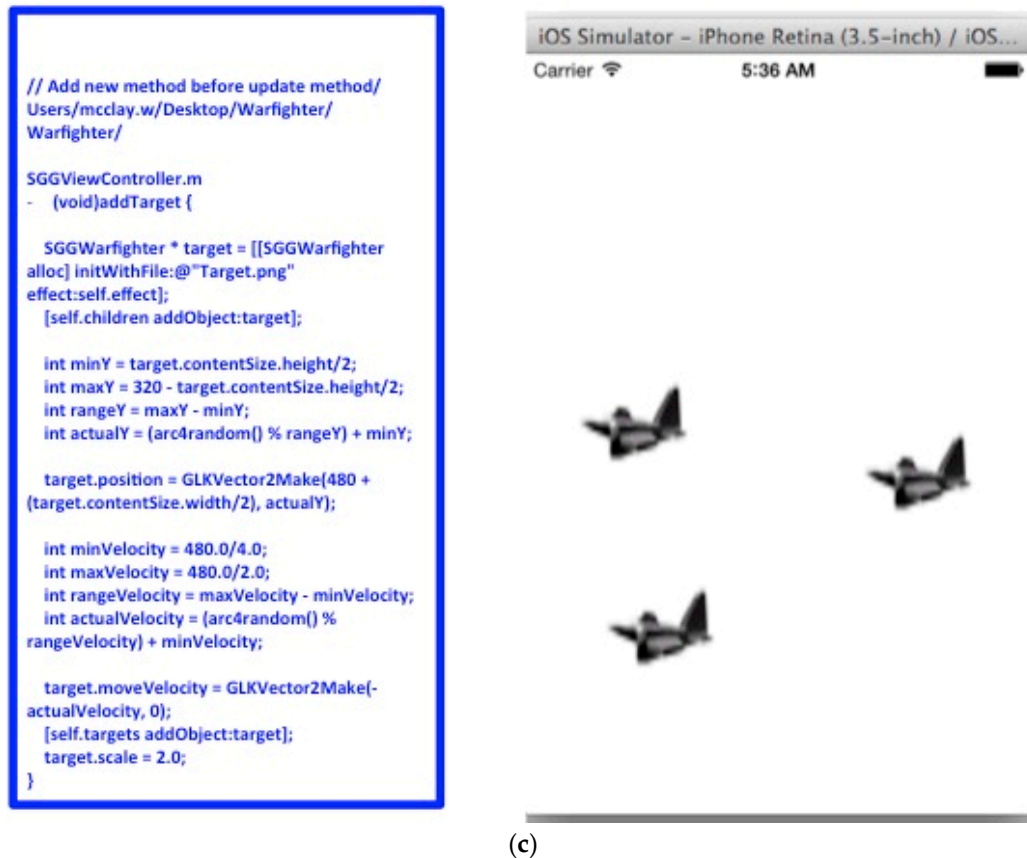 // Add new method before update method/
Users/mcclay.w/Desktop/Warfighter/
Warfighter/
SGGViewController.m
- (void)addTarget {
SGGWarfighter * target = [[SGGWarfighter
alloc] initWithFile:@"Target.png"
effect:self.effect];
[self.children addObject:target];
int minY = target.contentSize.height/2;
int maxY = 320 - target.contentSize.height/2;
int rangeY = maxY - minY;
int actualY = (arc4random() % rangeY) + minY;
target.position = GLKVector2Make(480 +
(target.contentSize.width/2), actualY);
int minVelocity = 480.0/4.0;
int maxVelocity = 480.0/2.0;
int rangeVelocity = maxVelocity - minVelocity;
int actualVelocity = (arc4random() %
rangeVelocity) + minVelocity;
target.moveVelocity = GLKVector2Make(-
actualVelocity, 0);
[self.targets addObject:target];
target.scale = 2.0;
}
iOS Simulator – iPhone Retina (3.5-inch) / iOS...
Carrier 5:36 AM
(c)